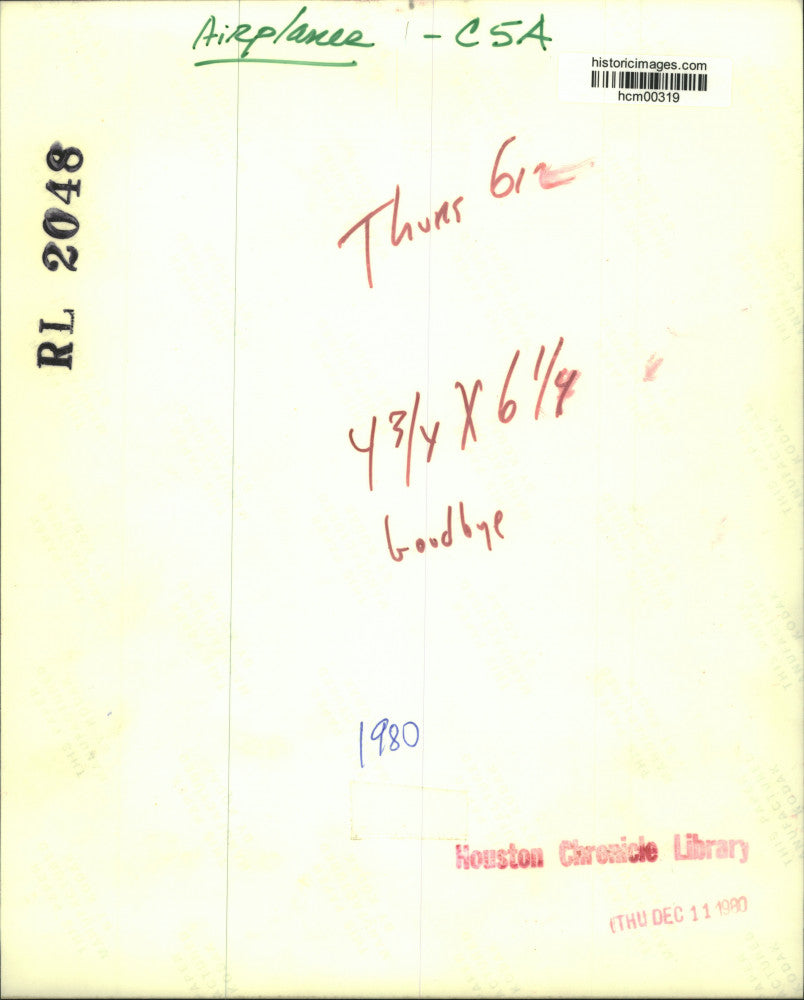 Airplanes - C5A
historicimages.com
hcm00319
RL 2048
Thurs
4 3/4 X 6 1/4
Goodbye
1980
Houston Chronicle Library
THU DEC 11 1980